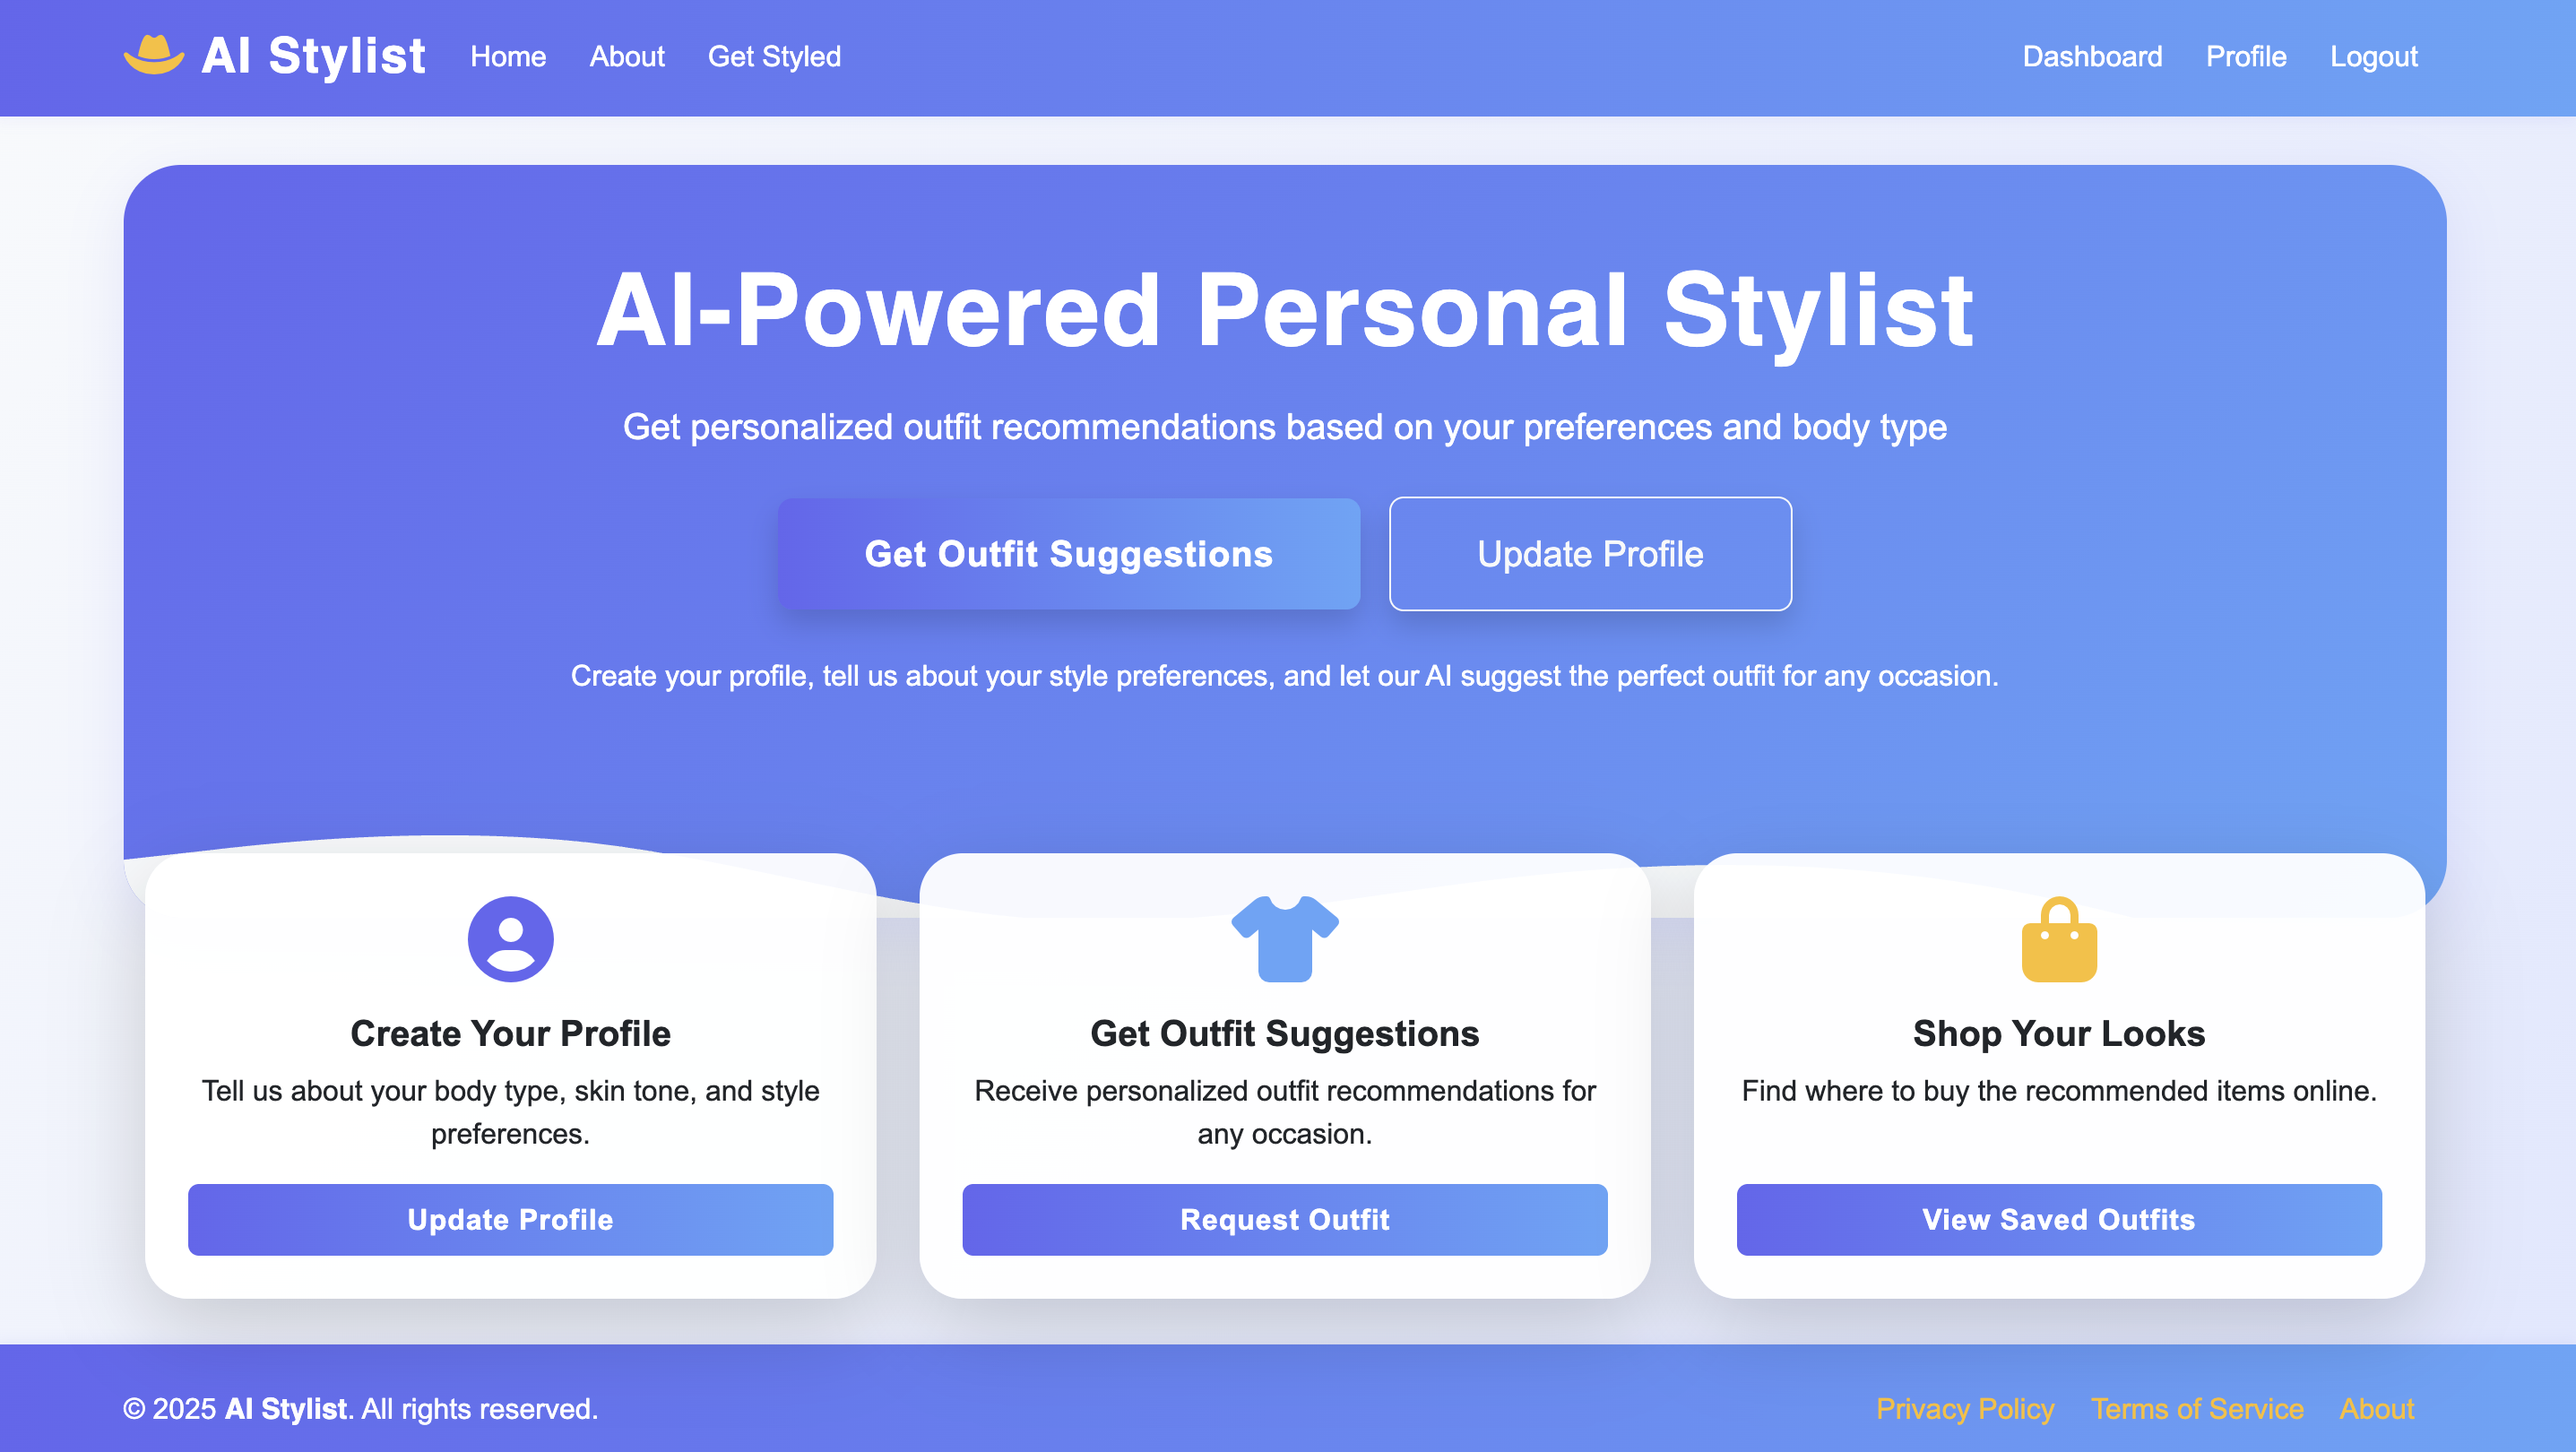 AI Stylist
Home
About
Get Styled
Dashboard
Profile
Logout
AI-Powered Personal Stylist
Get personalized outfit recommendations based on your preferences and body type
Get Outfit Suggestions
Update Profile
Create your profile, tell us about your style preferences, and let our AI suggest the perfect outfit for any occasion.
Create Your Profile
Tell us about your body type, skin tone, and style
preferences.
Update Profile
Get Outfit Suggestions
Receive personalized outfit recommendations for
any occasion.
Request Outfit
Shop Your Looks
Find where to buy the recommended items online.
View Saved Outfits
© 2025 AI Stylist. All rights reserved.
Privacy Policy
Terms of Service
About